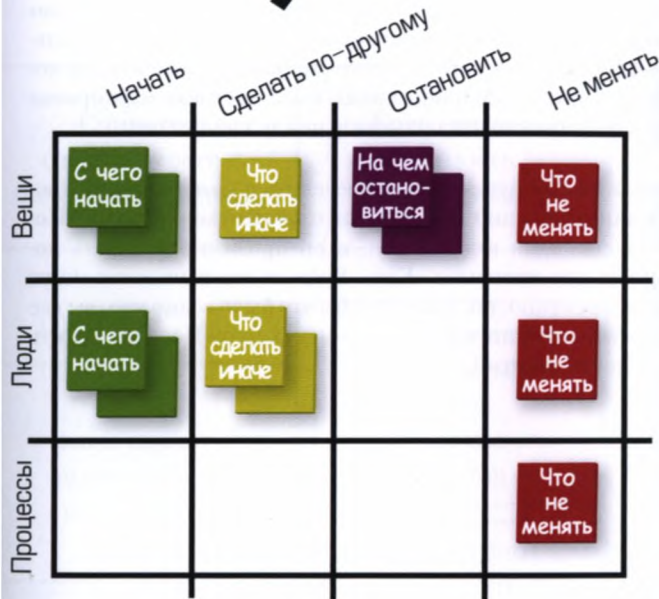 Начать
Сделать по-другому
Остановить
Не менять
Вещи
С чего
начать
Что
сделать
иначе
На чем
остано-
виться
Что
не
менять
Люди
С чего
начать
Что
сделать
иначе
Что
не
менять
Процессы
Что
не
менять